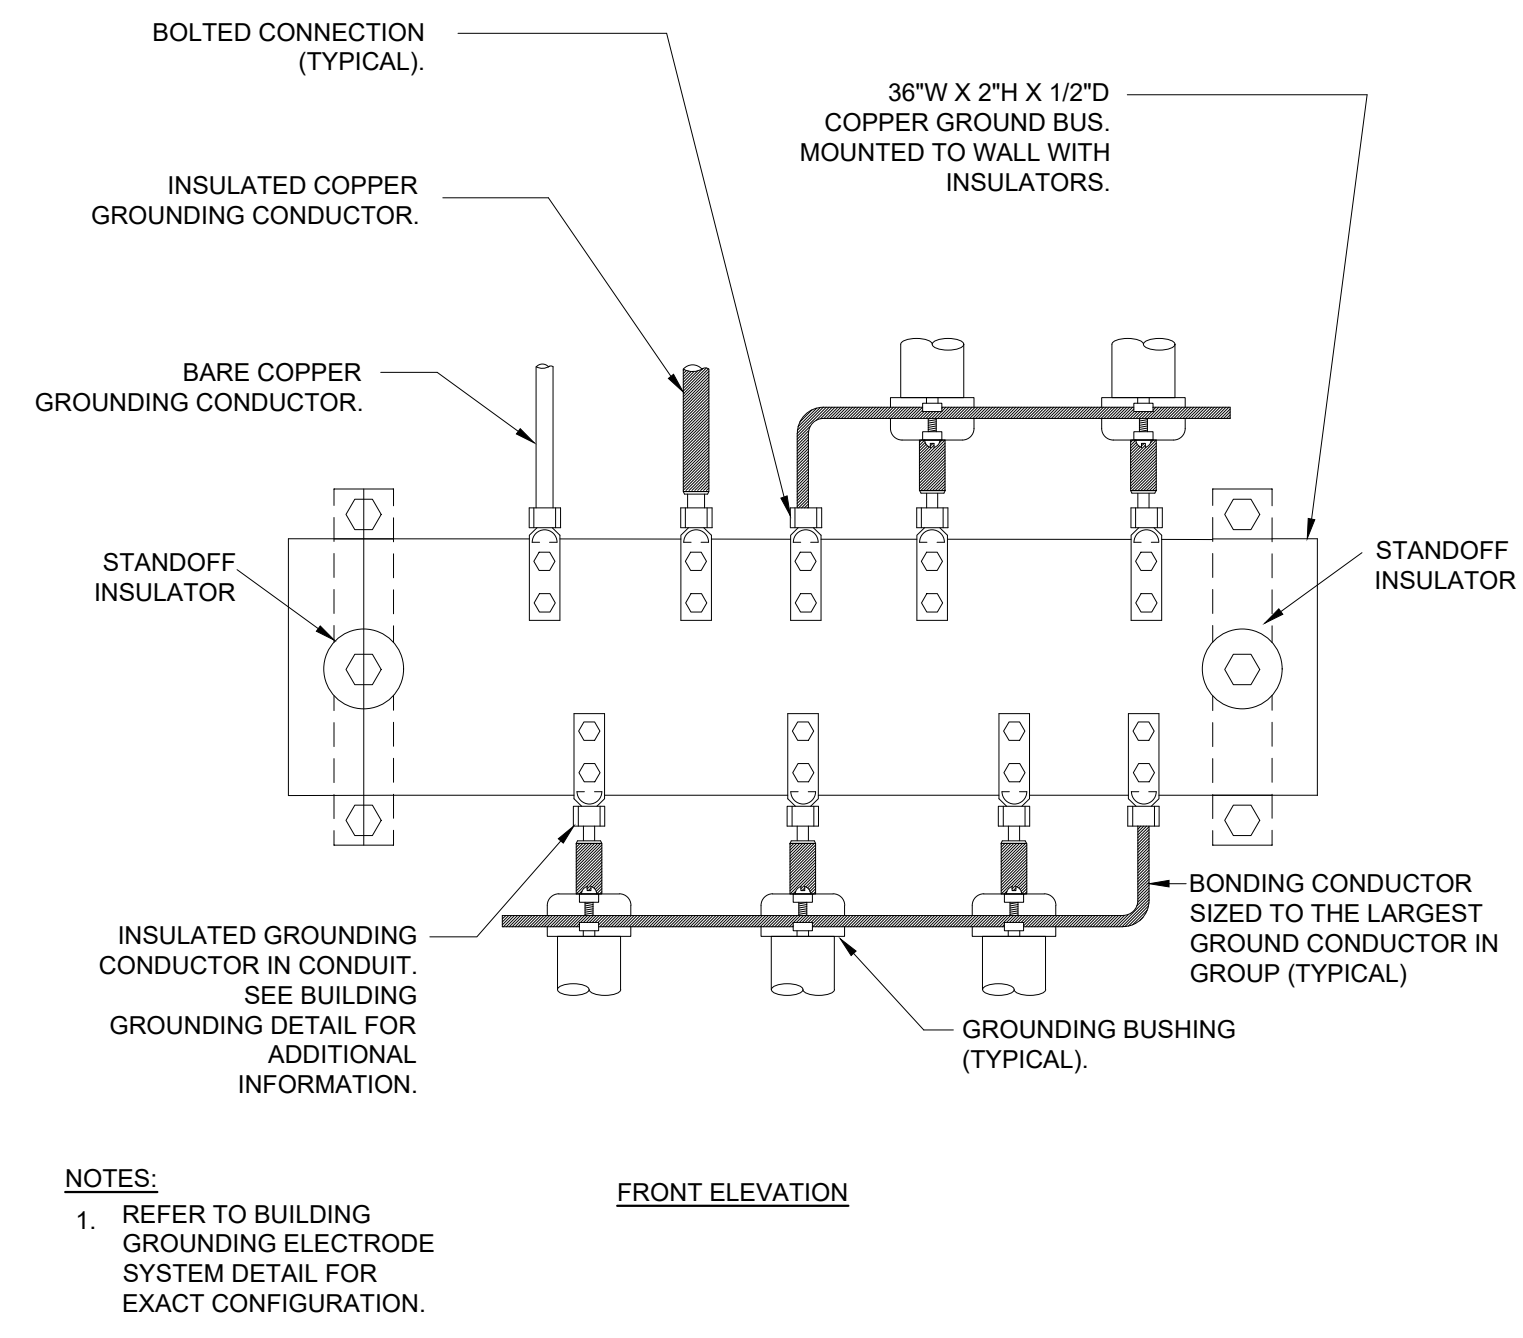 BOLTED CONNECTION
(TYPICAL).
36"W X 2"H X 1/2"D
COPPER GROUND BUS.
MOUNTED TO WALL WITH
INSULATORS.
INSULATED COPPER
GROUNDING CONDUCTOR.
BARE COPPER
GROUNDING CONDUCTOR.
STANDOFF
INSULATOR
STANDOFF
INSULATOR
BONDING CONDUCTOR
SIZED TO THE LARGEST
GROUND CONDUCTOR IN
GROUP (TYPICAL)
INSULATED GROUNDING
CONDUCTOR IN CONDUIT.
SEE BUILDING
GROUNDING DETAIL FOR
ADDITIONAL
INFORMATION.
GROUNDING BUSHING
(TYPICAL).
NOTES:
1. REFER TO BUILDING
GROUNDING ELECTRODE
SYSTEM DETAIL FOR
EXACT CONFIGURATION.
FRONT ELEVATION